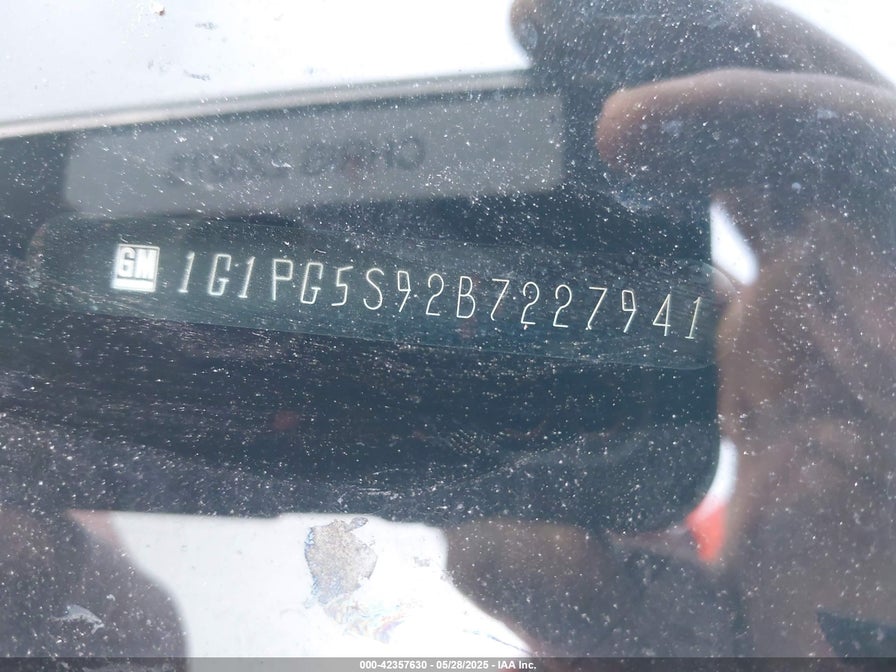 GM 1G1PG5S92B7227941
000-42357630 - 05/28/2025 - IAA Inc.